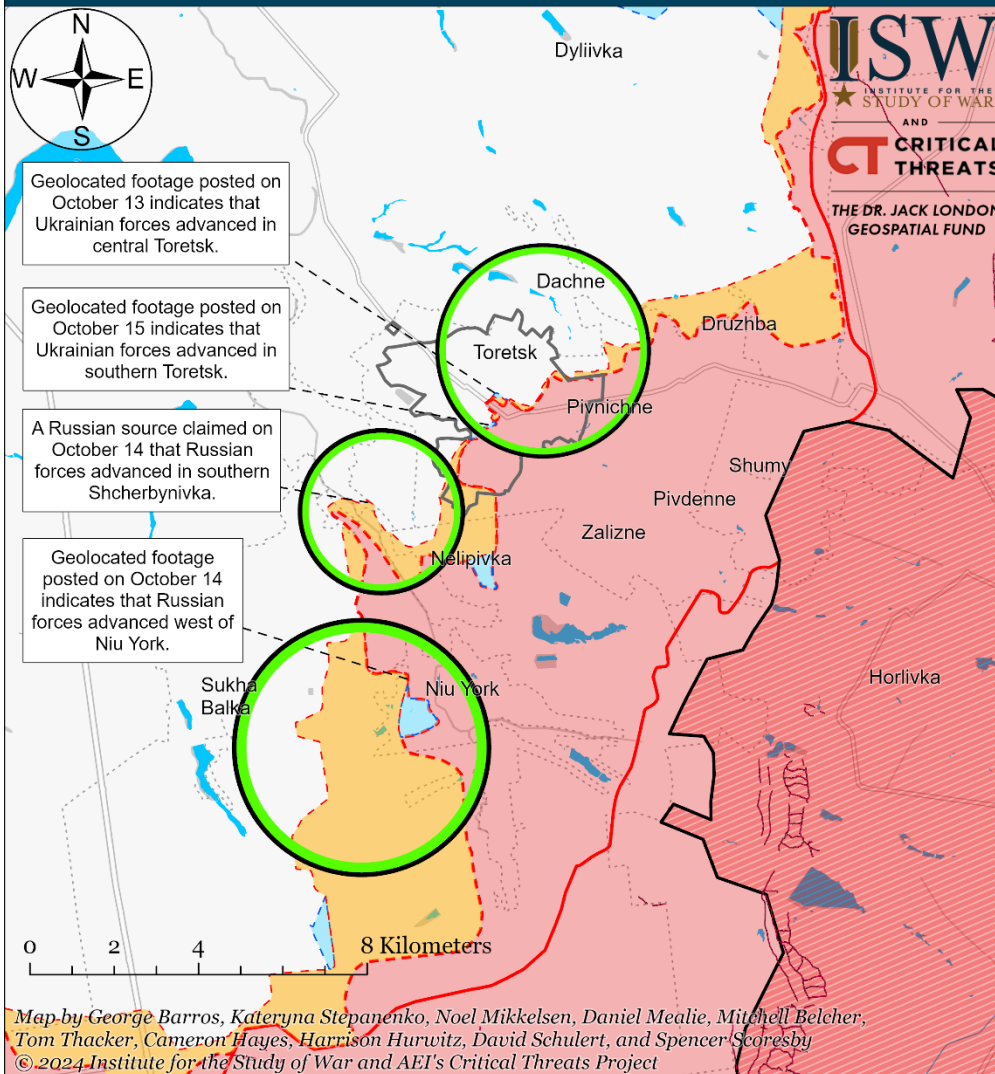 N
W
E
S
Dyliivka
ISW
INSTITUTE FOR THE
STUDY OF WAR
AND
CT CRITICAL
THREATS
THE DR. JACK LONDON
GEOSPATIAL FUND
Geolocated footage posted on
October 13 indicates that
Ukrainian forces advanced in
central Toretsk.
Geolocated footage posted on
October 15 indicates that
Ukrainian forces advanced in
southern Toretsk.
A Russian source claimed on
October 14 that Russian
forces advanced in southern
Shcherbynivka.
Geolocated footage
posted on October 14
indicates that Russian
forces advanced west of
Niu York.
Dachne
Druzhba
Toretsk
Pivnichne
Shumy
Pivdenne
Zalizne
Nelipivka
Horlivka
Sukha
Balka
Niu York
0 2 4 8 Kilometers
Map by George Barros, Kateryna Stepanenko, Noel Mikkelsen, Daniel Mealie, Mitchell Belcher,
Tom Thacker, Cameron Hayes, Harrison Hurwitz, David Schulert, and Spencer Scoresby
© 2024 Institute for the Study of War and AEI's Critical Threats Project